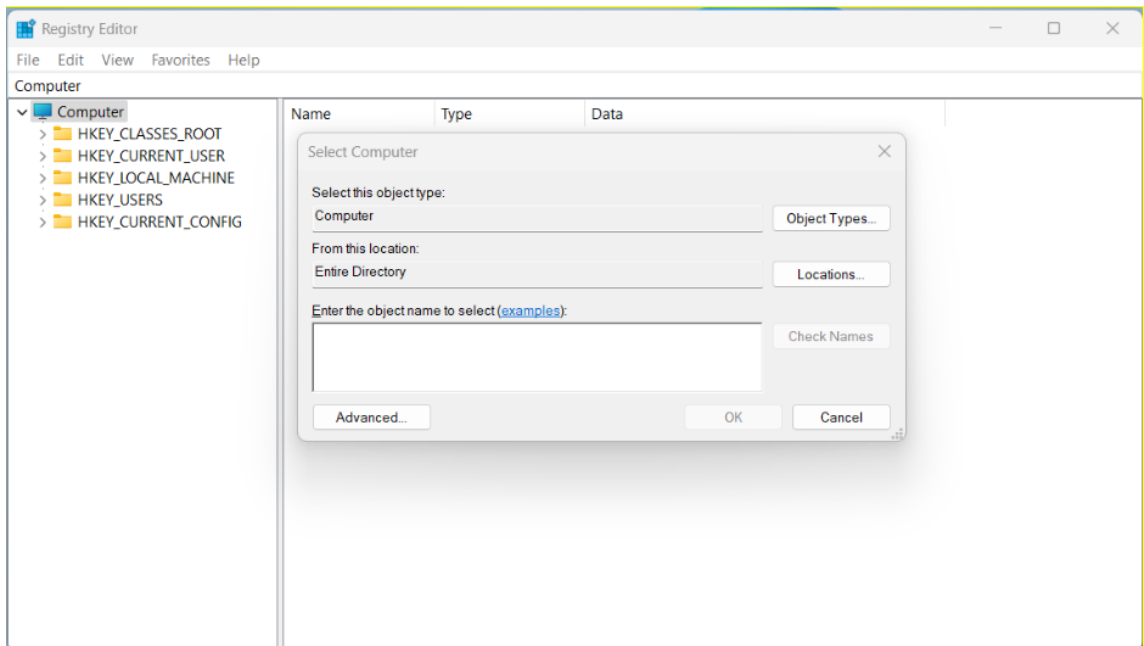 Registry Editor
File Edit View Favorites Help
Computer
Computer
HKEY_CLASSES_ROOT
HKEY_CURRENT_USER
HKEY_LOCAL_MACHINE
HKEY_USERS
HKEY_CURRENT_CONFIG
Name Type Data
Select Computer
Select this object type:
Computer Object Types...
From this location:
Entire Directory Locations...
Enter the object name to select (examples):
Check Names
Advanced... OK Cancel